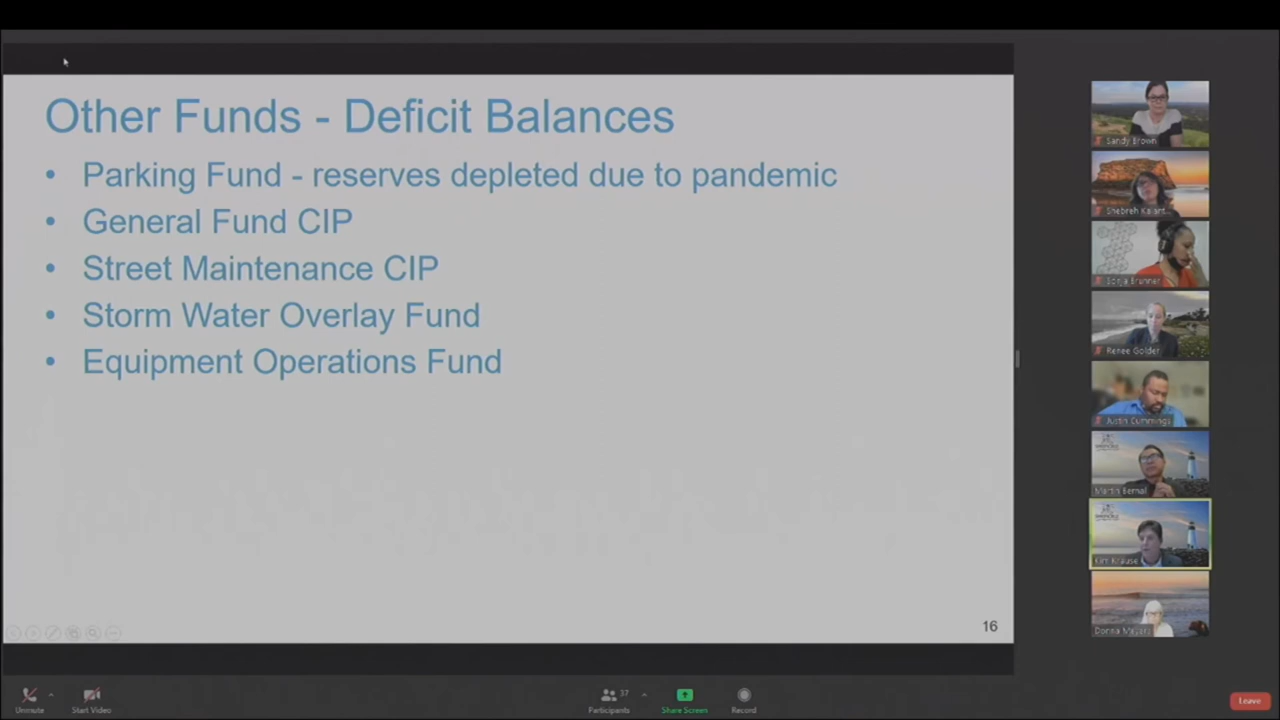 Other Funds - Deficit Balances
• Parking Fund - reserves depleted due to pandemic
• General Fund CIP
• Street Maintenance CIP
• Storm Water Overlay Fund
• Equipment Operations Fund
16
Sandy Brown
Shebreh Kalant...
Sonja Brunner
Renee Golder
Justin Cummings
Martin Bernal
Kim Krause
Donna Meyers
Unmute
Start Video
37
Participants
Share Screen
Record
Leave